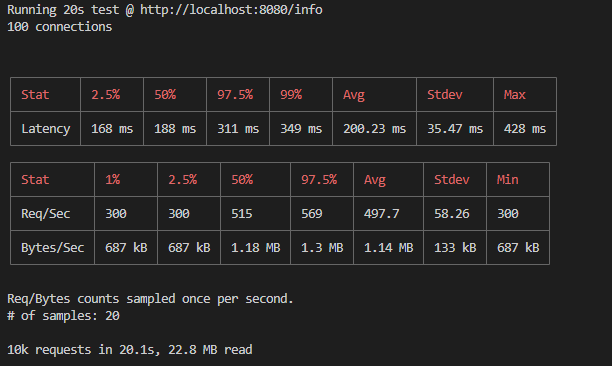 Running 20s test @ http://localhost:8080/info
100 connections
Stat 2.5% 50% 97.5% 99% Avg Stdev Max
Latency 168 ms 188 ms 311 ms 349 ms 200.23 ms 35.47 ms 428 ms
Stat 1% 2.5% 50% 97.5% Avg Stdev Min
Req/Sec 300 300 515 569 497.7 58.26 300
Bytes/Sec 687 kB 687 kB 1.18 MB 1.3 MB 1.14 MB 133 kB 687 kB
Req/Bytes counts sampled once per second.
# of samples: 20
10k requests in 20.1s, 22.8 MB read